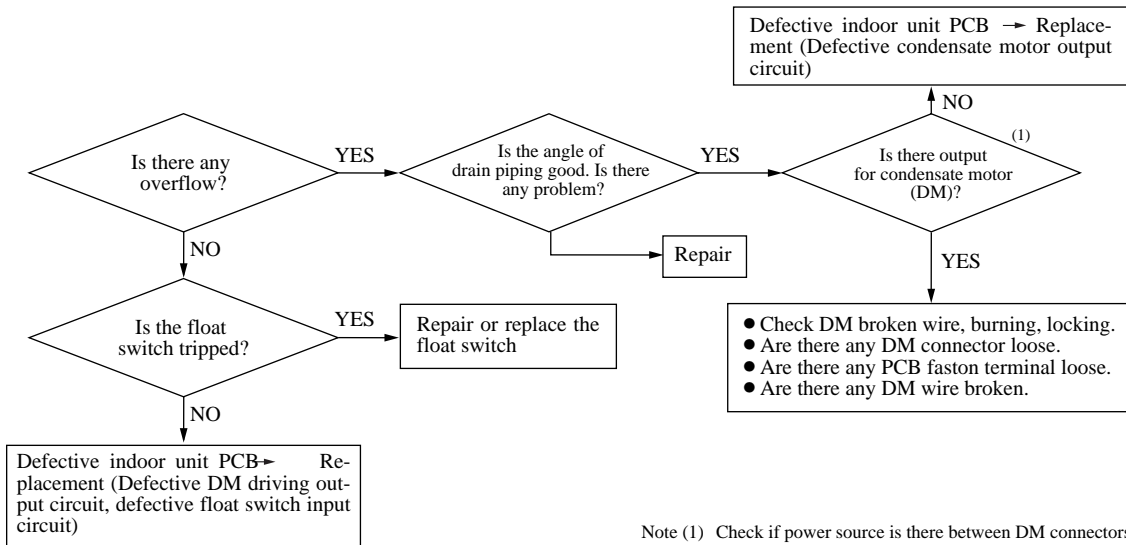 Defective indoor unit PCB → Replace-
ment (Defective condensate motor output
circuit)
NO
(1)
Is there any
overflow?
YES
Is the angle of
drain piping good. Is there
any problem?
YES
Is there output
for condensate motor
(DM)?
NO
Repair
YES
Is the float
switch tripped?
YES
Repair or replace the
float switch
● Check DM broken wire, burning, locking.
● Are there any DM connector loose.
● Are there any PCB faston terminal loose.
● Are there any DM wire broken.
NO
Defective indoor unit PCB→ Re-
placement (Defective DM driving out-
put circuit, defective float switch input
circuit)
Note (1) Check if power source is there between DM connectors